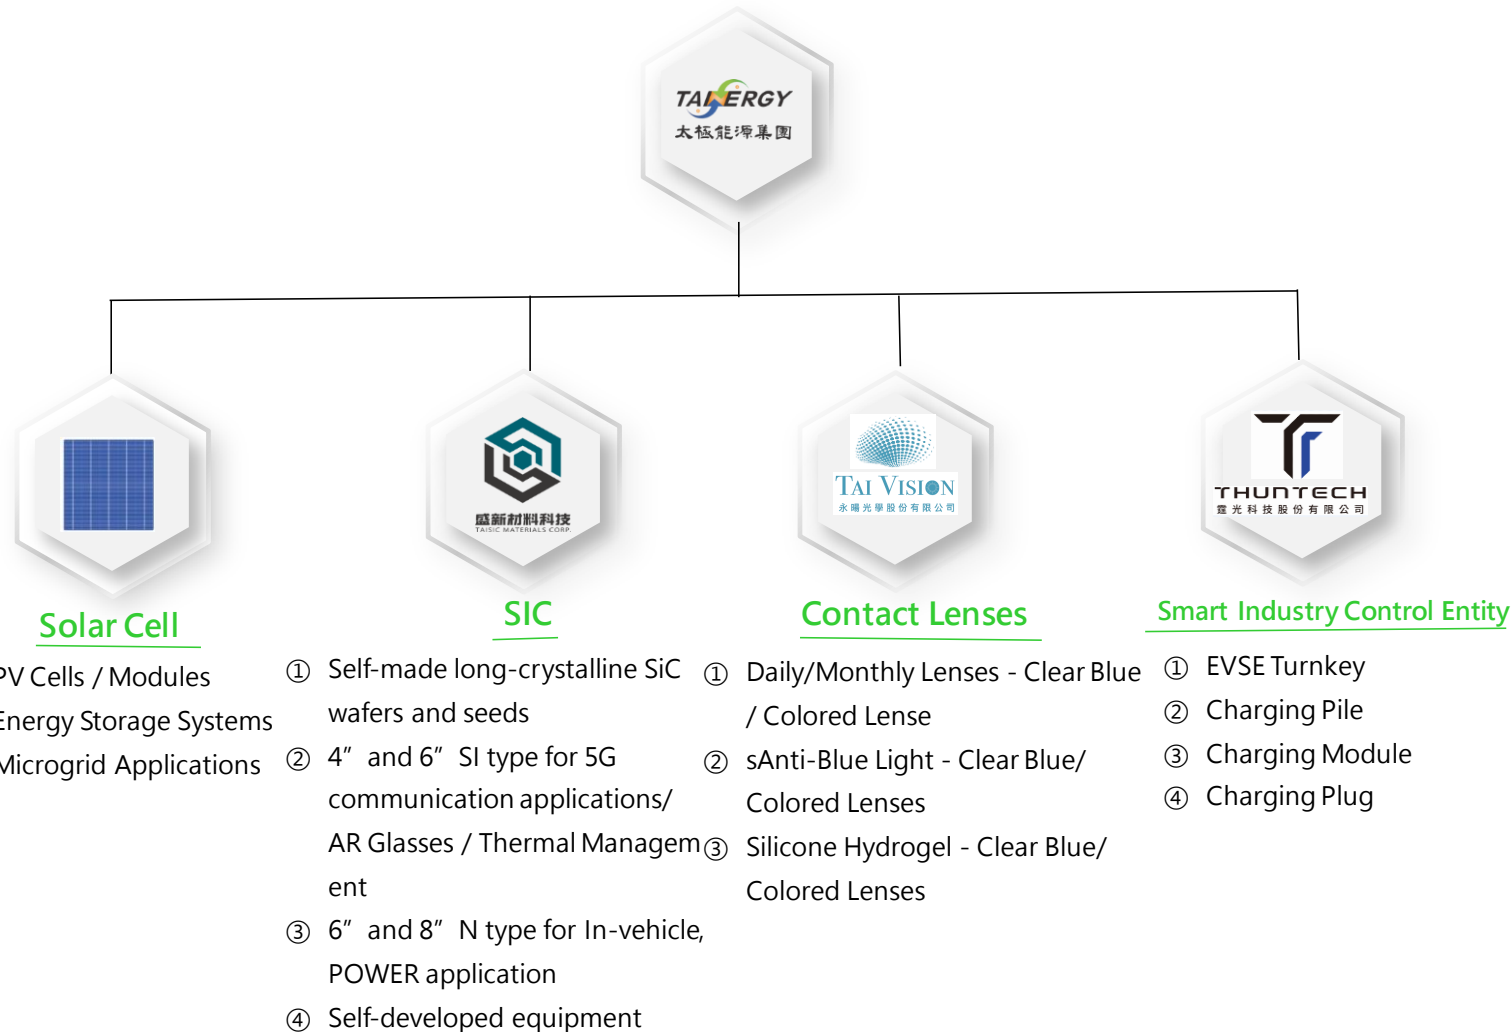 TAINERGY
太極能源集團
盛新材料科技
TAISIC MATERIALS CORP.
TAI VISION
永暘光學股份有限公司
THUNTECH
霆光科技股份有限公司
Solar Cell
PV Cells / Modules
Energy Storage Systems
Microgrid Applications
SIC
① Self-made long-crystalline SiC
wafers and seeds
② 4” and 6” SI type for 5G
communication applications/
AR Glasses / Thermal Managem
ent
③ 6” and 8” N type for In-vehicle,
POWER application
④ Self-developed equipment
Contact Lenses
① Daily/Monthly Lenses - Clear Blue
/ Colored Lense
② sAnti-Blue Light - Clear Blue/
Colored Lenses
③ Silicone Hydrogel - Clear Blue/
Colored Lenses
Smart Industry Control Entity
① EVSE Turnkey
② Charging Pile
③ Charging Module
④ Charging Plug